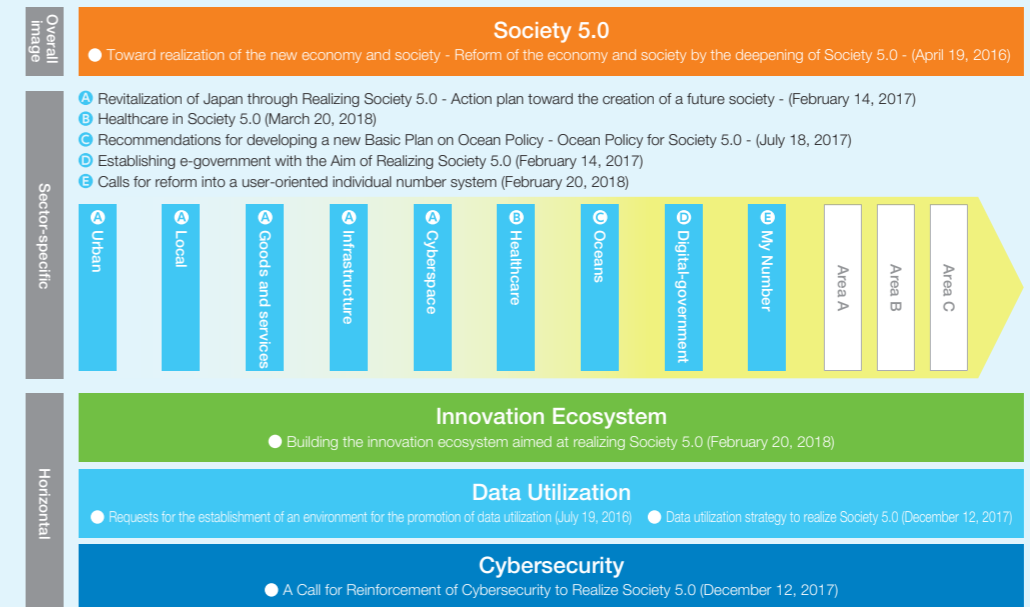 Overall image
Society 5.0
● Toward realization of the new economy and society - Reform of the economy and society by the deepening of Society 5.0 - (April 19, 2016)
Sector-specific
A Revitalization of Japan through Realizing Society 5.0 - Action plan toward the creation of a future society - (February 14, 2017)
B Healthcare in Society 5.0 (March 20, 2018)
C Recommendations for developing a new Basic Plan on Ocean Policy - Ocean Policy for Society 5.0 - (July 18, 2017)
D Establishing e-government with the Aim of Realizing Society 5.0 (February 14, 2017)
E Calls for reform into a user-oriented individual number system (February 20, 2018)
A Urban
A Local
A Goods and services
A Infrastructure
A Cyberspace
B Healthcare
C Oceans
D Digital-government
E My Number
Area A
Area B
Area C
Horizontal
Innovation Ecosystem
● Building the innovation ecosystem aimed at realizing Society 5.0 (February 20, 2018)
Data Utilization
● Requests for the establishment of an environment for the promotion of data utilization (July 19, 2016) ● Data utilization strategy to realize Society 5.0 (December 12, 2017)
Cybersecurity
● A Call for Reinforcement of Cybersecurity to Realize Society 5.0 (December 12, 2017)